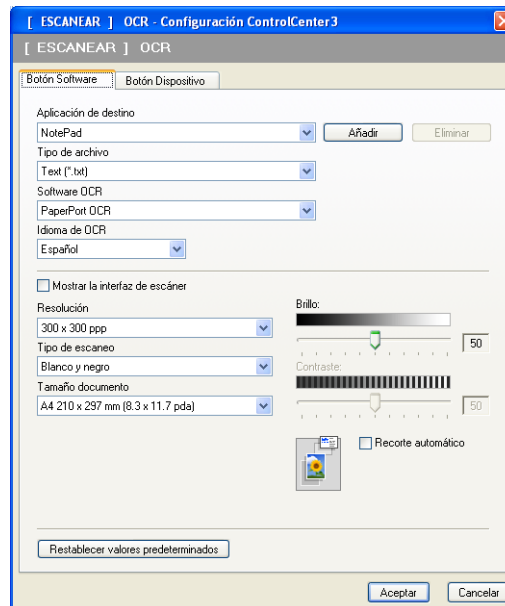 [ ESCANEAR ] OCR - Configuración ControlCenter3
[ ESCANEAR ] OCR
Botón Software Botón Dispositivo
Aplicación de destino
NotePad Añadir Eliminar
Tipo de archivo
Text (*.txt)
Software OCR
PaperPort OCR
Idioma de OCR
Español
Mostrar la interfaz de escáner
Resolución Brillo:
300 x 300 ppp 50
Tipo de escaneo
Blanco y negro Contraste:
Tamaño documento
A4 210 x 297 mm (8.3 x 11.7 pda) 50
Recorte automático
Restablecer valores predeterminados
Aceptar Cancelar